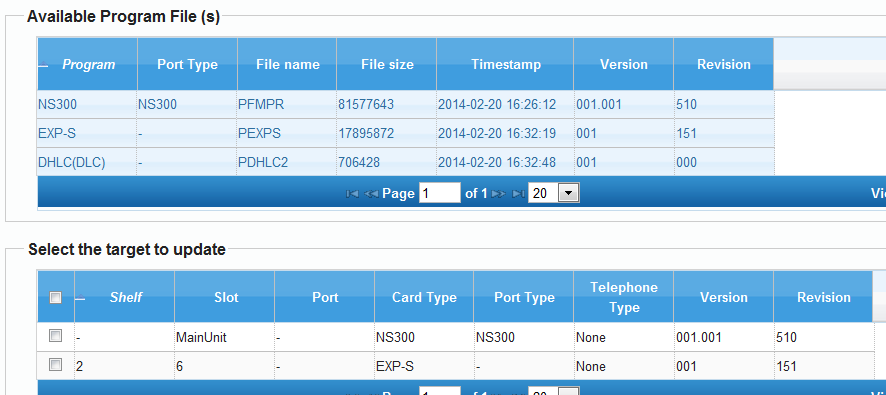 Available Program File (s)
Program Port Type File name File size Timestamp Version Revision
NS300 NS300 PFMPR 81577643 2014-02-20 16:26:12 001.001 510
EXP-S - PEXPS 17895872 2014-02-20 16:32:19 001 151
DHLC(DLC) - PDHLC2 706428 2014-02-20 16:32:48 001 000
Page 1 of 1 20
Select the target to update
Shelf Slot Port Card Type Port Type Telephone Type Version Revision
- MainUnit - NS300 NS300 None 001.001 510
2 6 - EXP-S - None 001 151